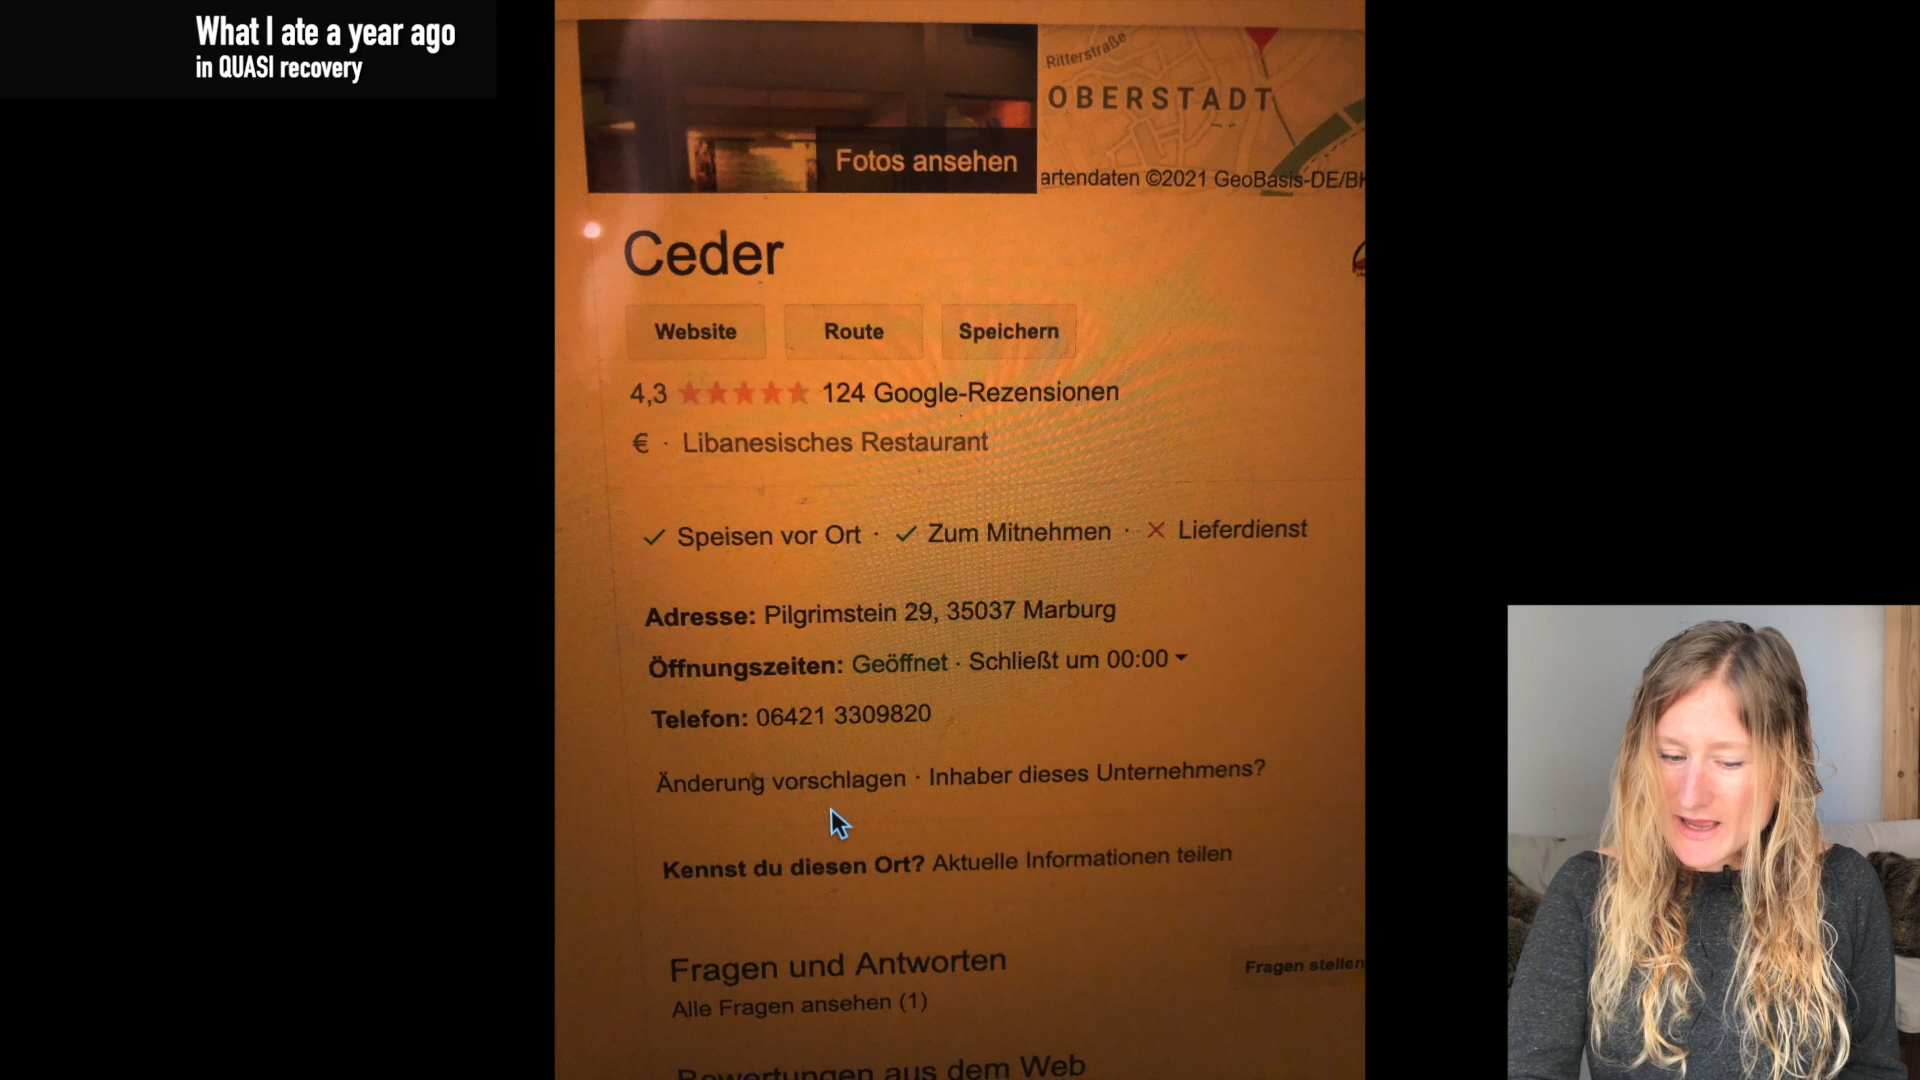 What I ate a year ago
in QUASI recovery
Ritterstraße
OBERSTADT
Fotos ansehen
artendaten ©2021 GeoBasis-DE/BK
Ceder
Website
Route
Speichern
4,3 124 Google-Rezensionen
€ · Libanesisches Restaurant
Speisen vor Ort · Zum Mitnehmen · Lieferdienst
Adresse: Pilgrimstein 29, 35037 Marburg
Öffnungszeiten: Geöffnet · Schließt um 00:00
Telefon: 06421 3309820
Änderung vorschlagen · Inhaber dieses Unternehmens?
Kennst du diesen Ort? Aktuelle Informationen teilen
Fragen und Antworten
Fragen stellen
Alle Fragen ansehen (1)
Bewertungen aus dem Web